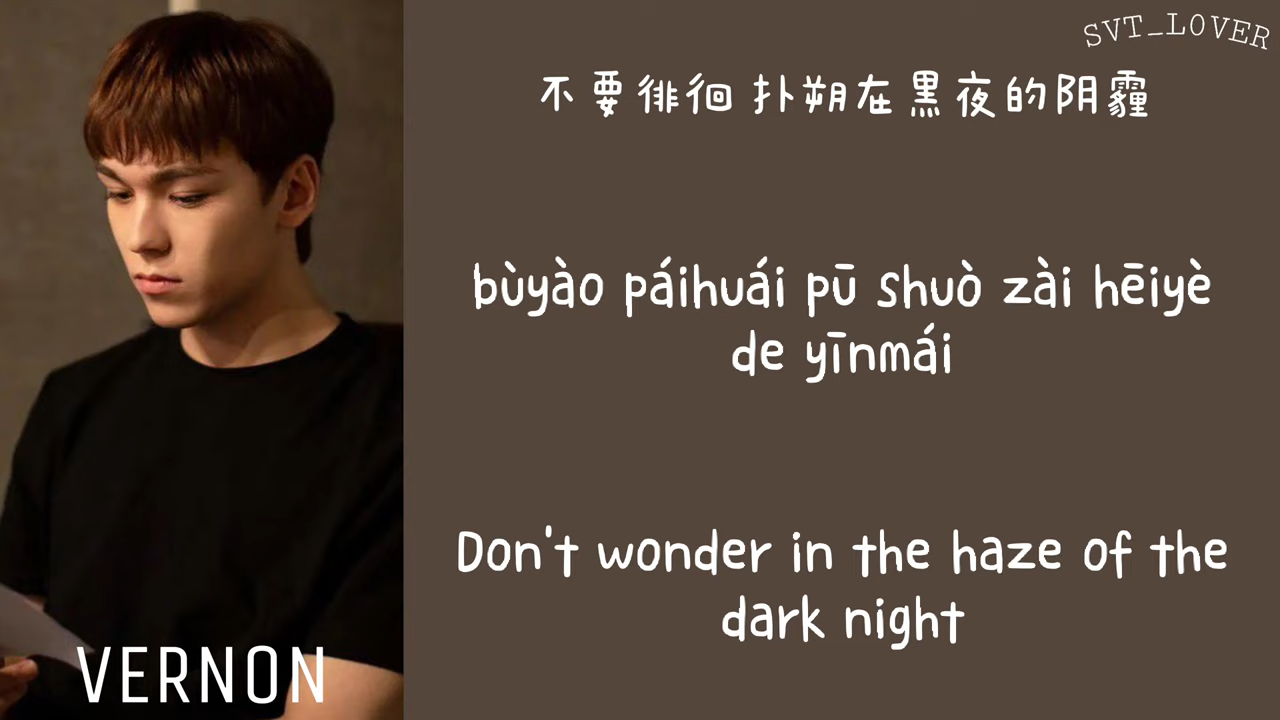 SVT_LOVER
不要徘徊 扑朔在黑夜的阴霾
bùyào páihuái pū shuò zài hēiyè
de yīnmái
Don't wonder in the haze of the
dark night
VERNON